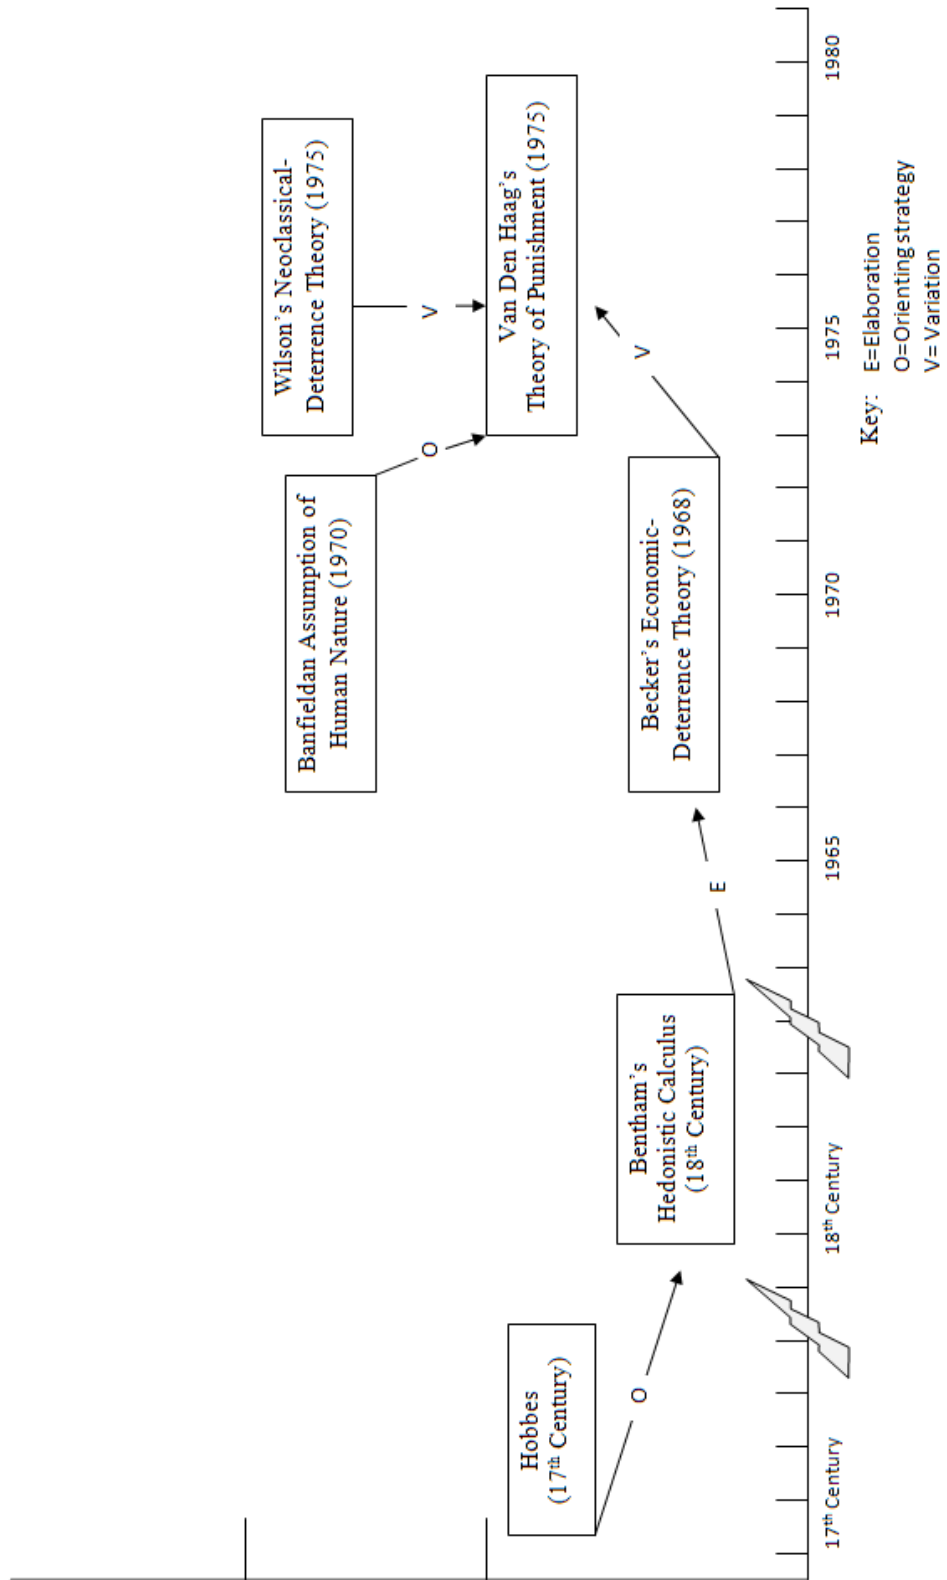 Wilson's Neoclassical-
Deterrence Theory (1975)
Banfieldan Assumption of
Human Nature (1970)
O
V
Van Den Haag's
Theory of Punishment (1975)
Hobbes
(17th Century)
O
Bentham's
Hedonistic Calculus
(18th Century)
E
Becker's Economic-
Deterrence Theory (1968)
V
17th Century
18th Century
1965
1970
1975
1980
Key: E=Elaboration
O=Orienting strategy
V= Variation